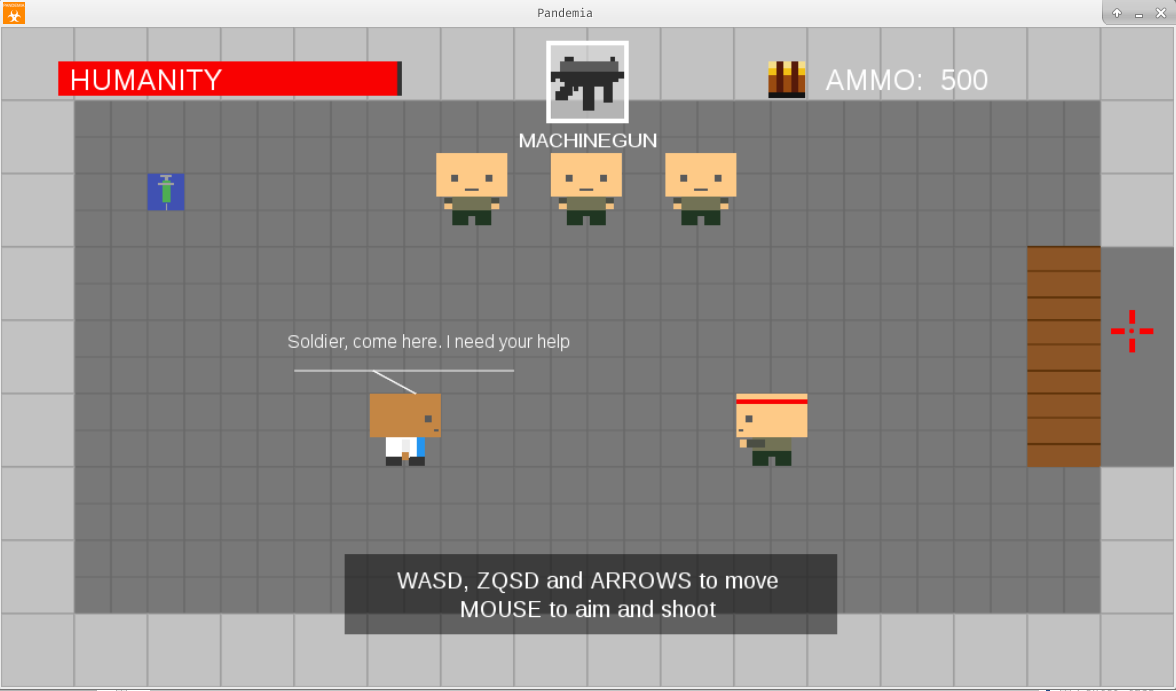 Pandemia
HUMANITY
AMMO: 500
MACHINEGUN
Soldier, come here. I need your help
WASD, ZQSD and ARROWS to move
MOUSE to aim and shoot